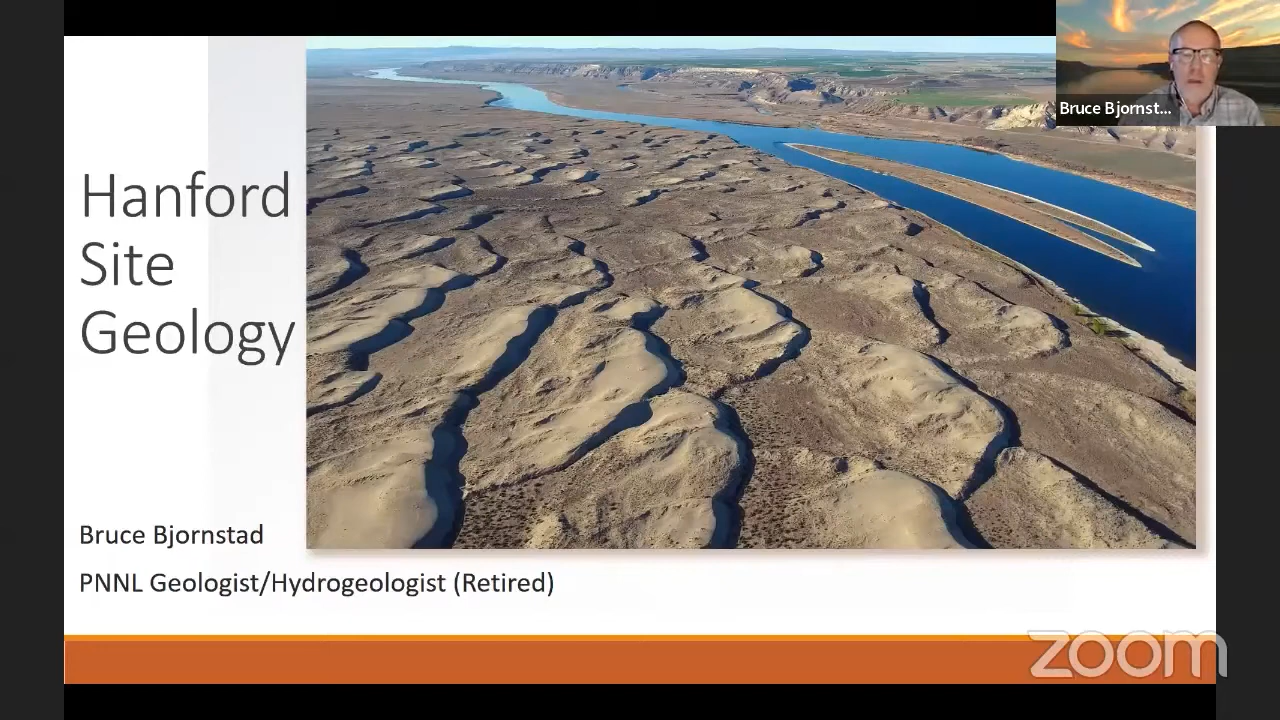 Bruce Bjornst...
Hanford
Site
Geology
Bruce Bjornstad
PNNL Geologist/Hydrogeologist (Retired)
zoom